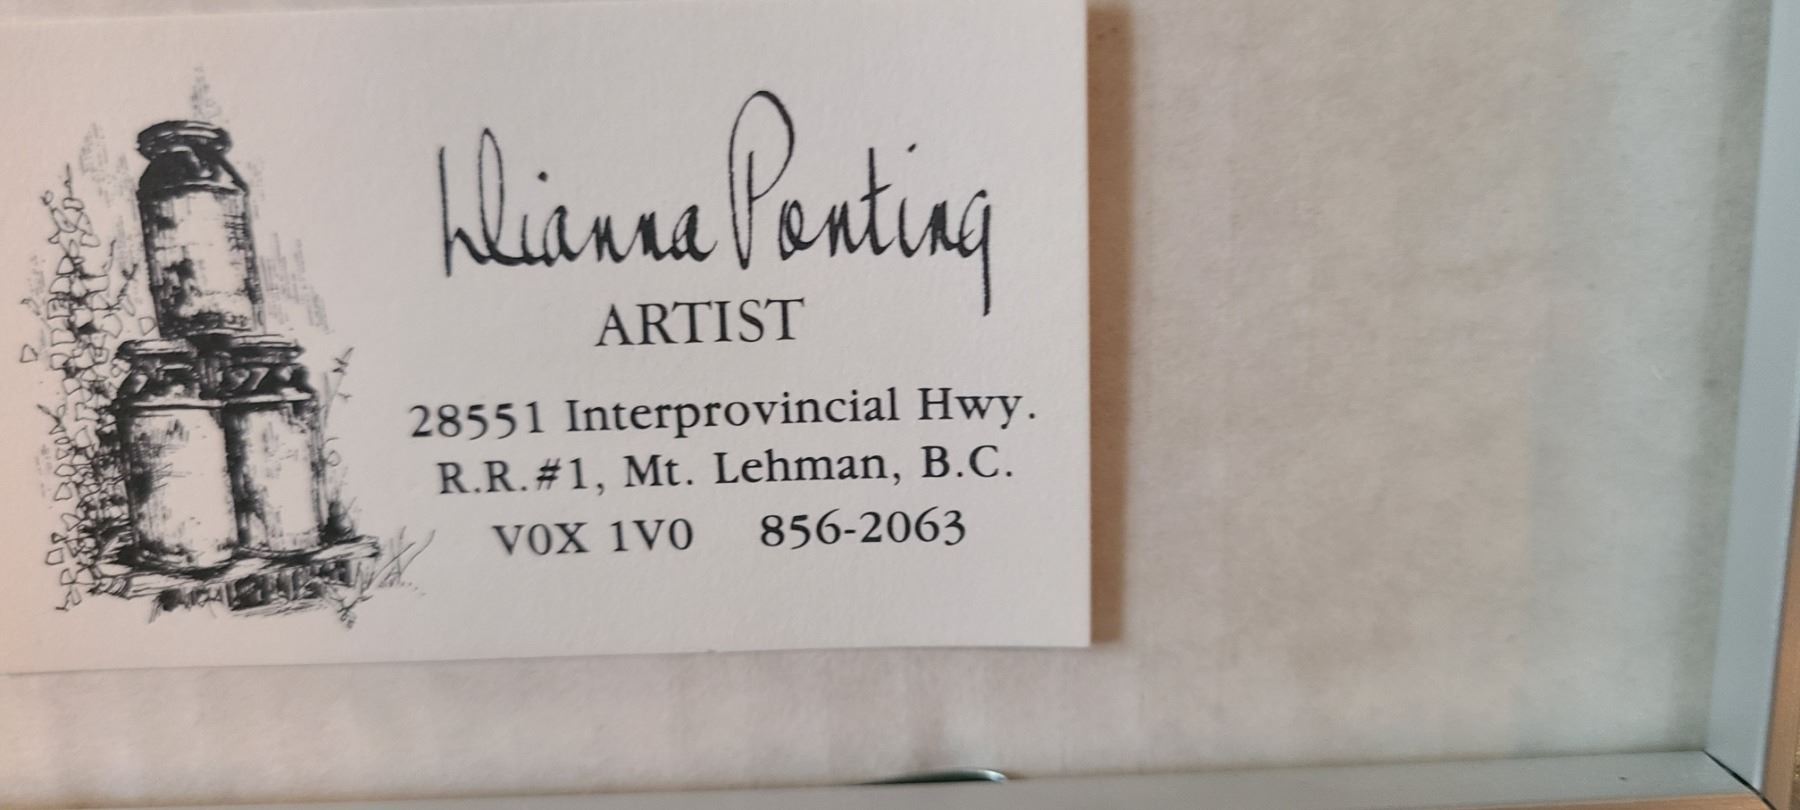 Dianna Ponting
ARTIST
28551 Interprovincial Hwy.
R.R.#1, Mt. Lehman, B.C.
V0X 1V0 856-2063